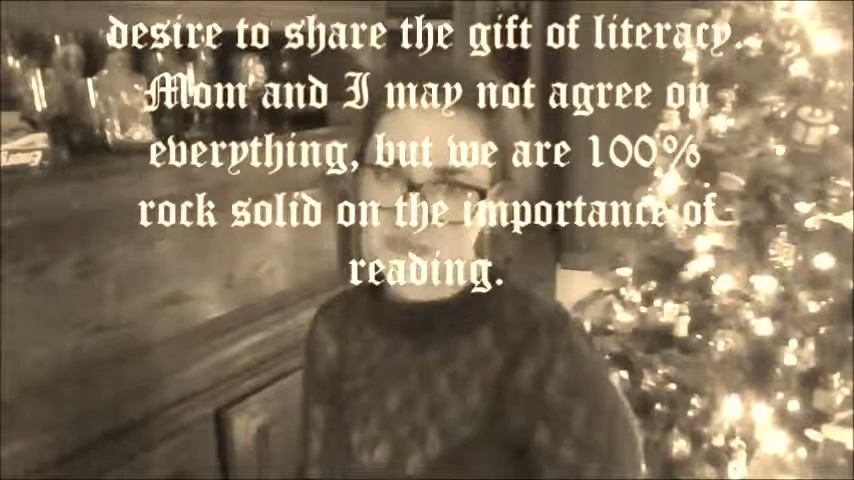 desire to share the gift of literacy.
Mom and I may not agree on
everything, but we are 100%
rock solid on the importance of
reading.